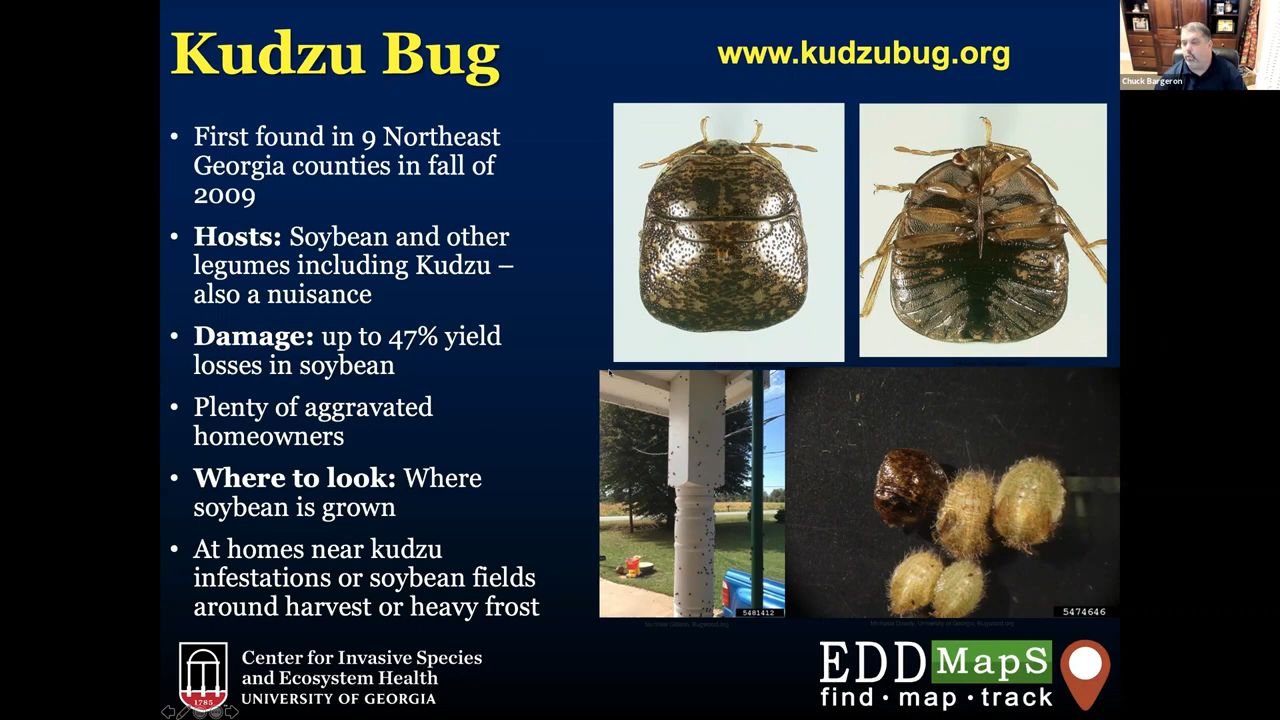 Kudzu Bug
www.kudzubug.org
Chuck Bargeron
• First found in 9 Northeast
Georgia counties in fall of
2009
• Hosts: Soybean and other
legumes including Kudzu –
also a nuisance
• Damage: up to 47% yield
losses in soybean
• Plenty of aggravated
homeowners
• Where to look: Where
soybean is grown
• At homes near kudzu
infestations or soybean fields
around harvest or heavy frost
5481412
5474646
1785
Center for Invasive Species
and Ecosystem Health
UNIVERSITY OF GEORGIA
EDDMapS
find · map · track